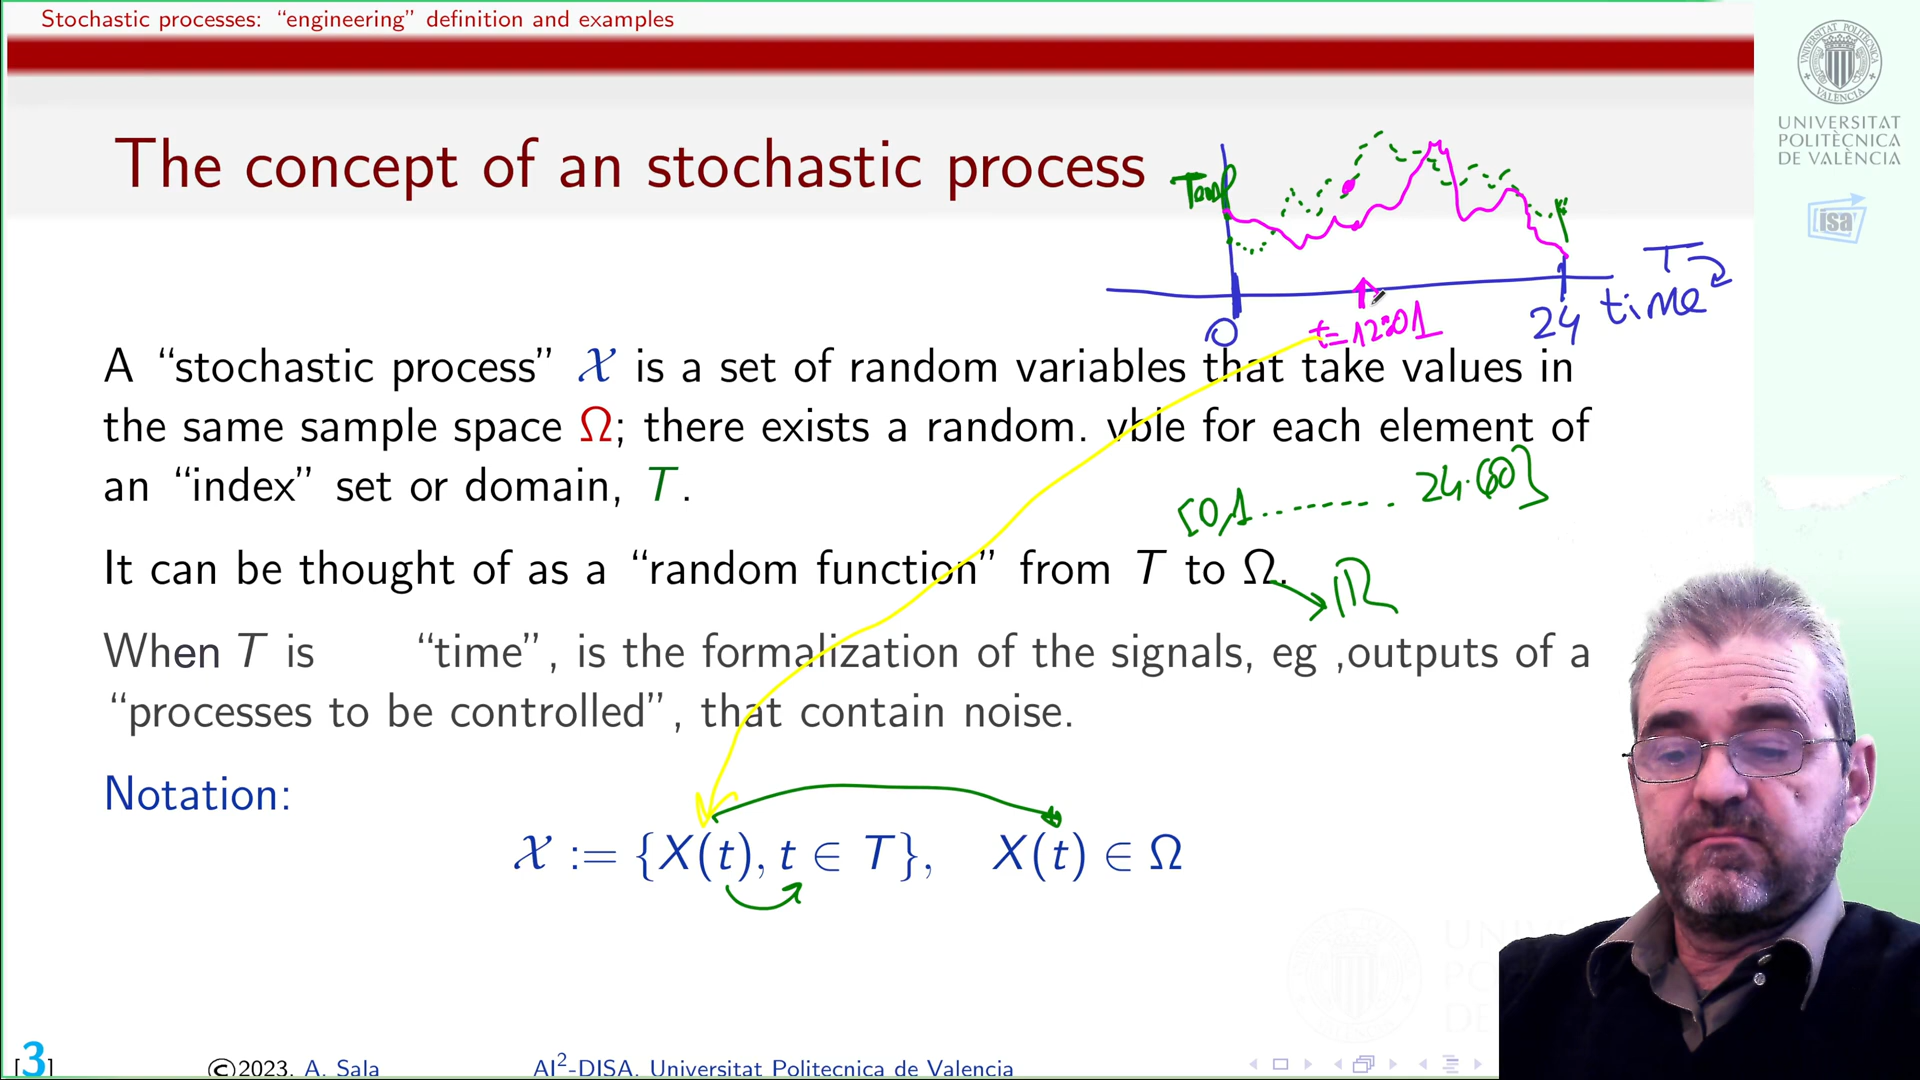 Stochastic processes: “engineering” definition and examples
UNIVERSITAT
POLITÈCNICA
DE VALÈNCIA
isa
The concept of an stochastic process
Temp
T
time
0
t=12:01
24
A “stochastic process” 𝒳 is a set of random variables that take values in
the same sample space Ω; there exists a random. vble for each element of
an “index” set or domain, T.
[0,1........ 24·60]
It can be thought of as a “random function” from T to Ω.
ℝ
When T is “time”, is the formalization of the signals, eg ,outputs of a
“processes to be controlled”, that contain noise.
Notation:
𝒳 := {X(t), t ∈ T}, X(t) ∈ Ω
[3]
©2023. A. Sala
AI²-DISA. Universitat Politecnica de Valencia